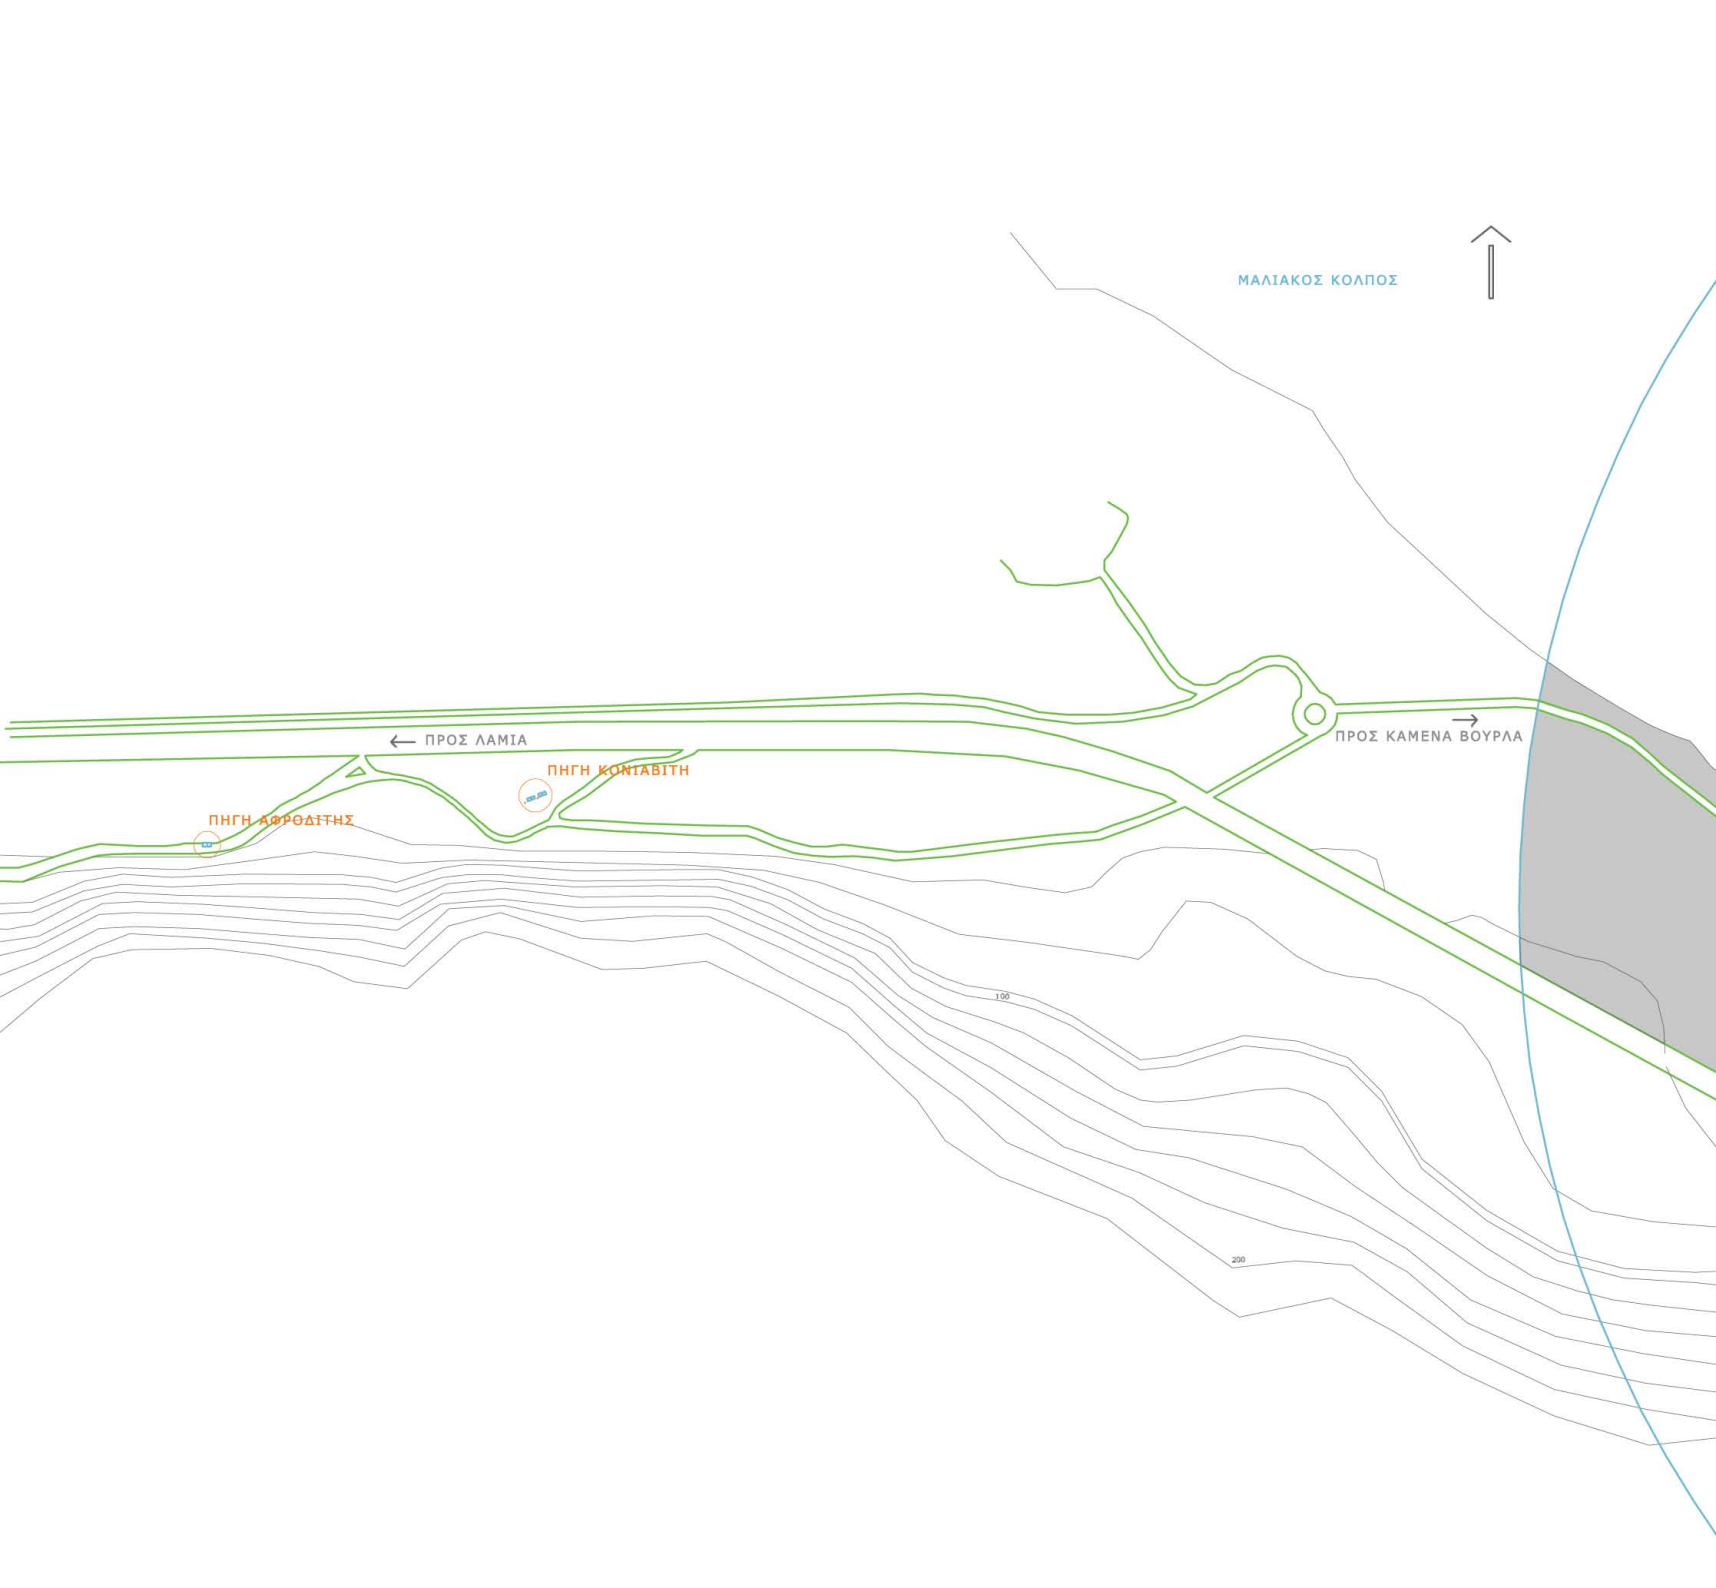 ΜΑΛΙΑΚΟΣ ΚΟΛΠΟΣ
ΠΡΟΣ ΚΑΜΕΝΑ ΒΟΥΡΛΑ
ΠΡΟΣ ΛΑΜΙΑ
ΠΗΓΗ ΚΟΝΙΑΒΙΤΗ
ΠΗΓΗ ΑΦΡΟΔΙΤΗΣ
100
200